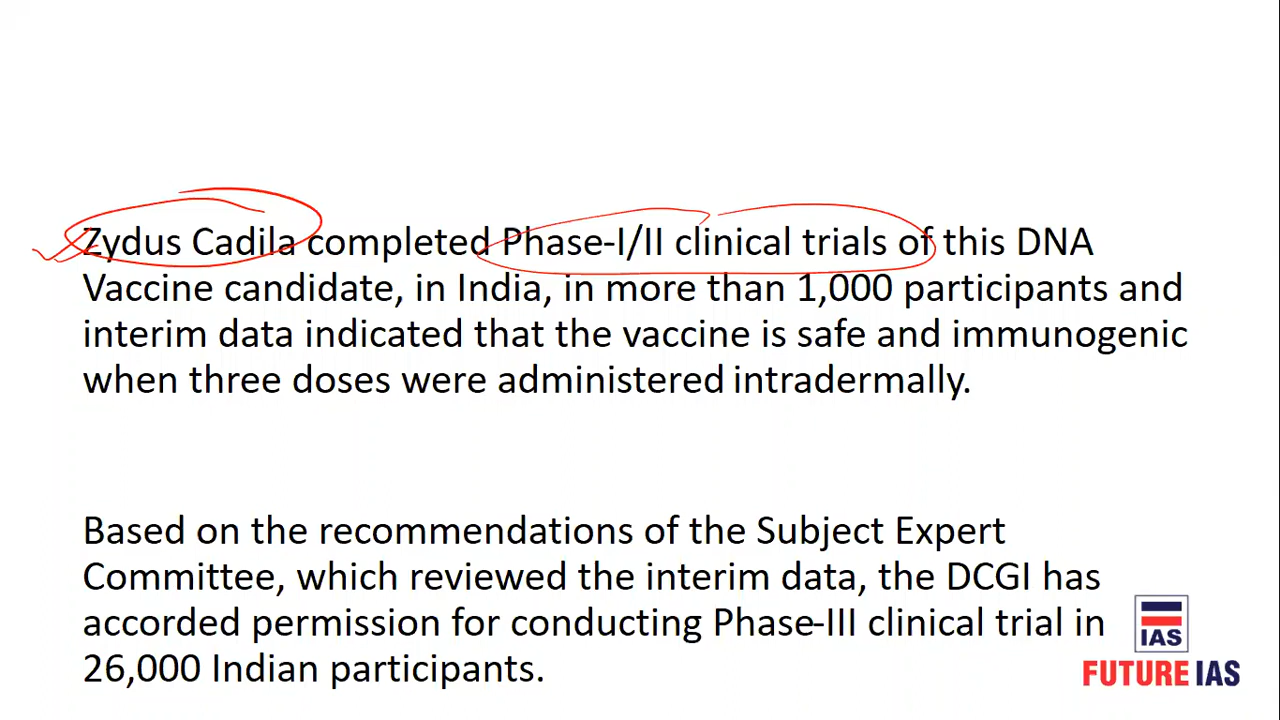 Zydus Cadila completed Phase-I/II clinical trials of this DNA
Vaccine candidate, in India, in more than 1,000 participants and
interim data indicated that the vaccine is safe and immunogenic
when three doses were administered intradermally.
Based on the recommendations of the Subject Expert
Committee, which reviewed the interim data, the DCGI has
accorded permission for conducting Phase-III clinical trial in
26,000 Indian participants.
IAS
FUTURE IAS